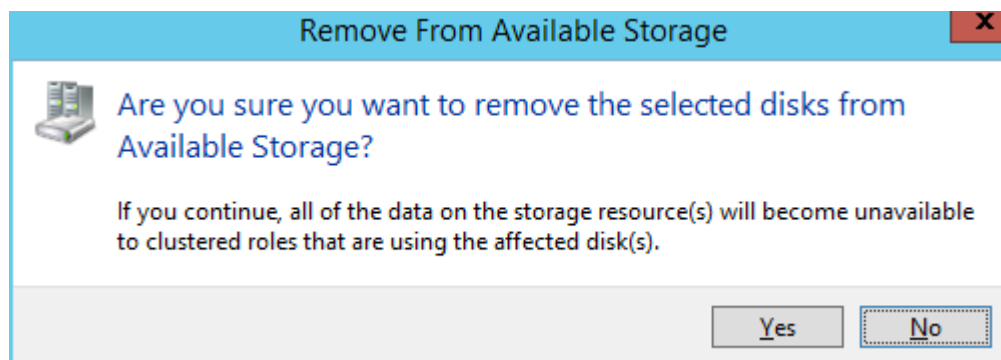 Remove From Available Storage
x
Are you sure you want to remove the selected disks from
Available Storage?
If you continue, all of the data on the storage resource(s) will become unavailable
to clustered roles that are using the affected disk(s).
Yes
No